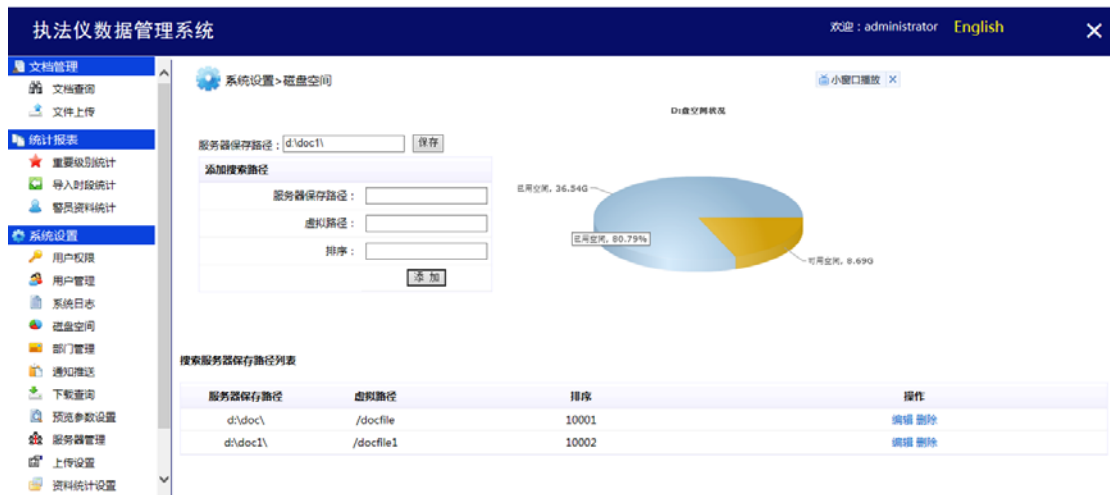 执法仪数据管理系统
欢迎：administrator English
文档管理
文档查询
文件上传
统计报表
重要级别统计
导入时段统计
警员资料统计
系统设置
用户权限
用户管理
系统日志
磁盘空间
部门管理
通知推送
下载查询
预览参数设置
服务器管理
上传设置
资料统计设置
系统设置>磁盘空间
小窗口播放
D:盘空间状况
服务器保存路径：d:\doc1\ 保存
添加搜索路径
服务器保存路径：
虚拟路径：
排序：
添 加
已用空间, 36.54G
已用空间, 80.79%
可用空间, 8.69G
搜索服务器保存路径列表
服务器保存路径 虚拟路径 排序 操作
d:\doc\ /docfile 10001 编辑 删除
d:\doc1\ /docfile1 10002 编辑 删除